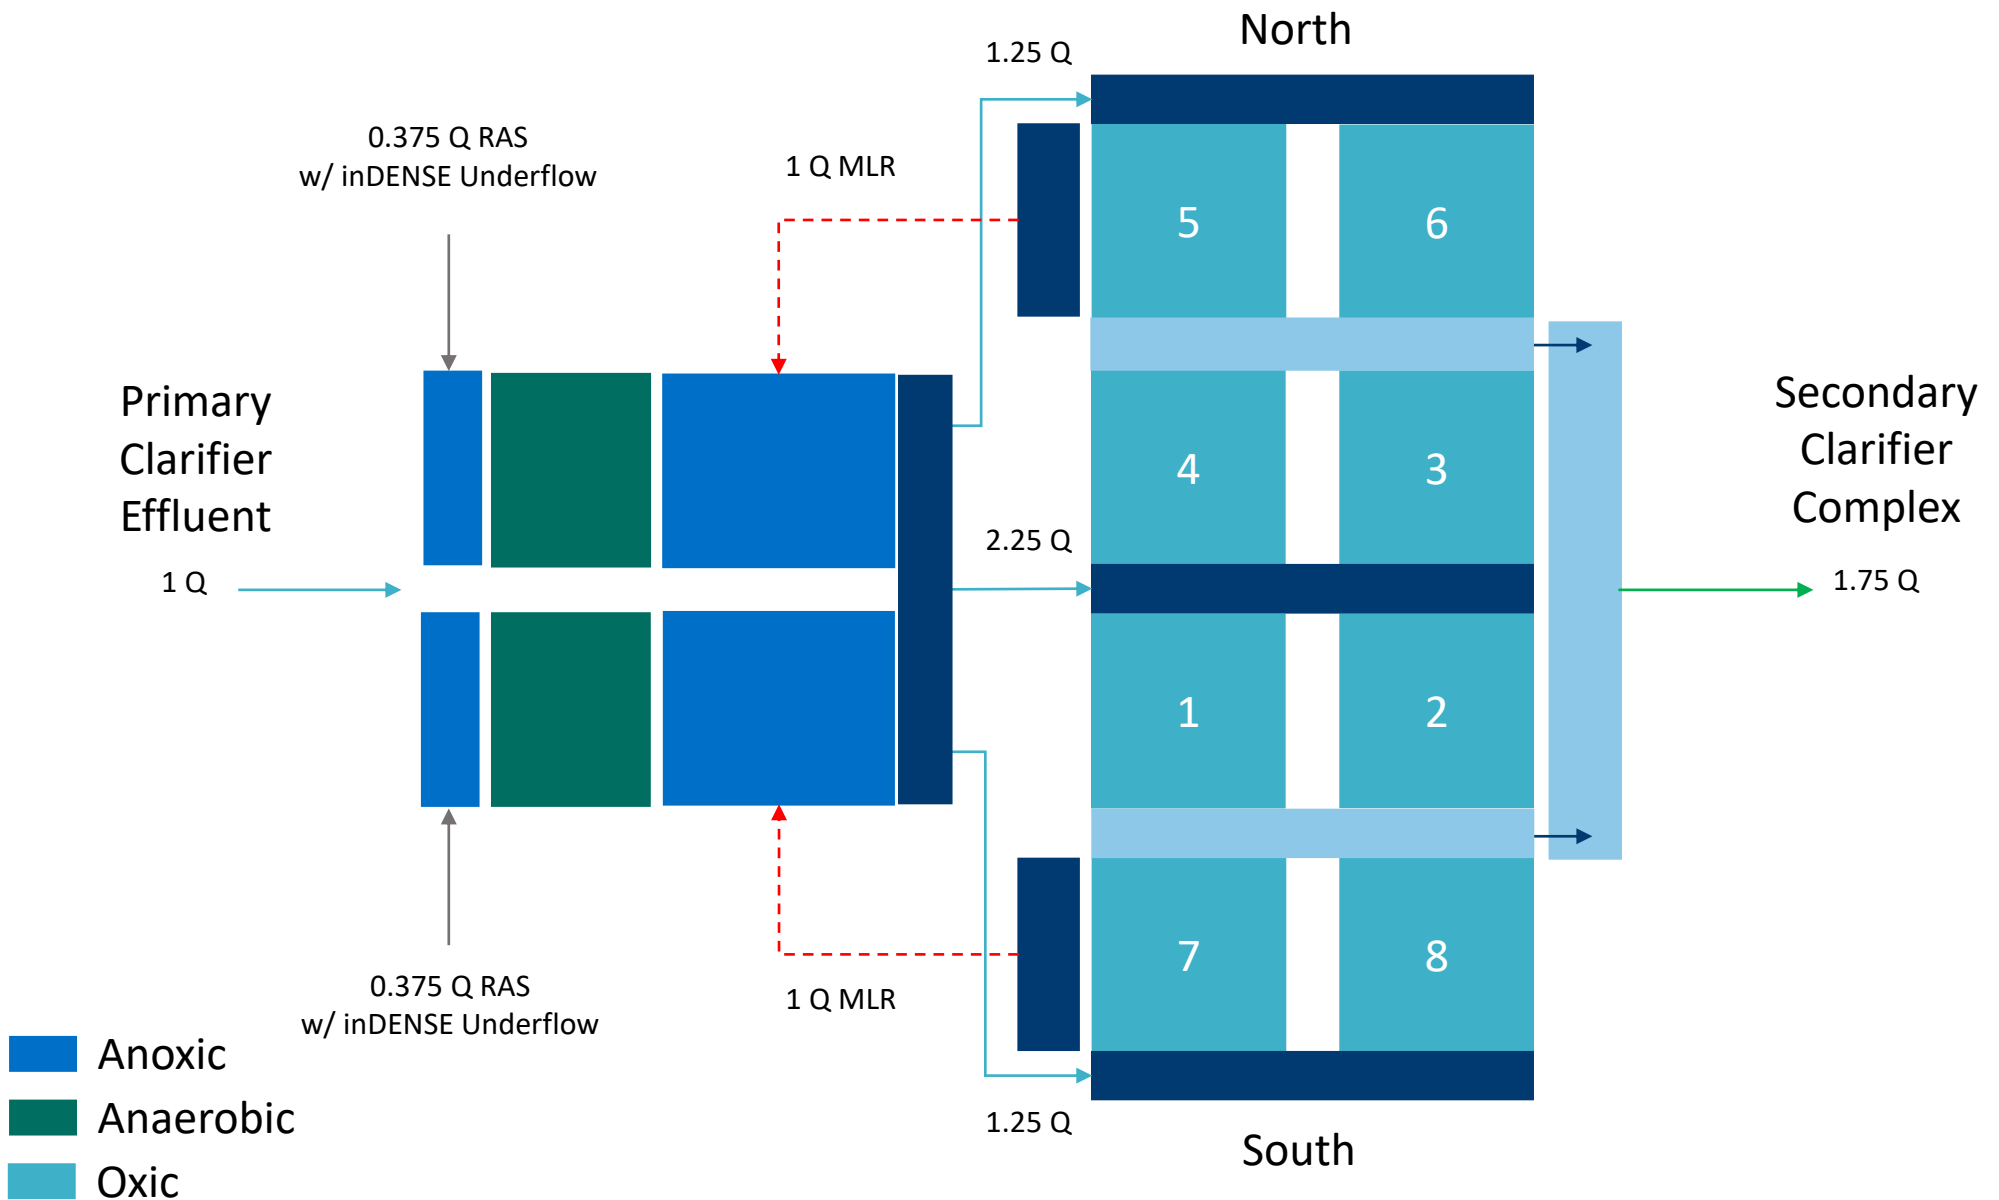 North
1.25 Q
0.375 Q RAS
w/ inDENSE Underflow
1 Q MLR
5
6
Primary
Clarifier
Effluent
1 Q
4
3
2.25 Q
Secondary
Clarifier
Complex
1.75 Q
1
2
7
8
0.375 Q RAS
w/ inDENSE Underflow
1 Q MLR
1.25 Q
South
Anoxic
Anaerobic
Oxic